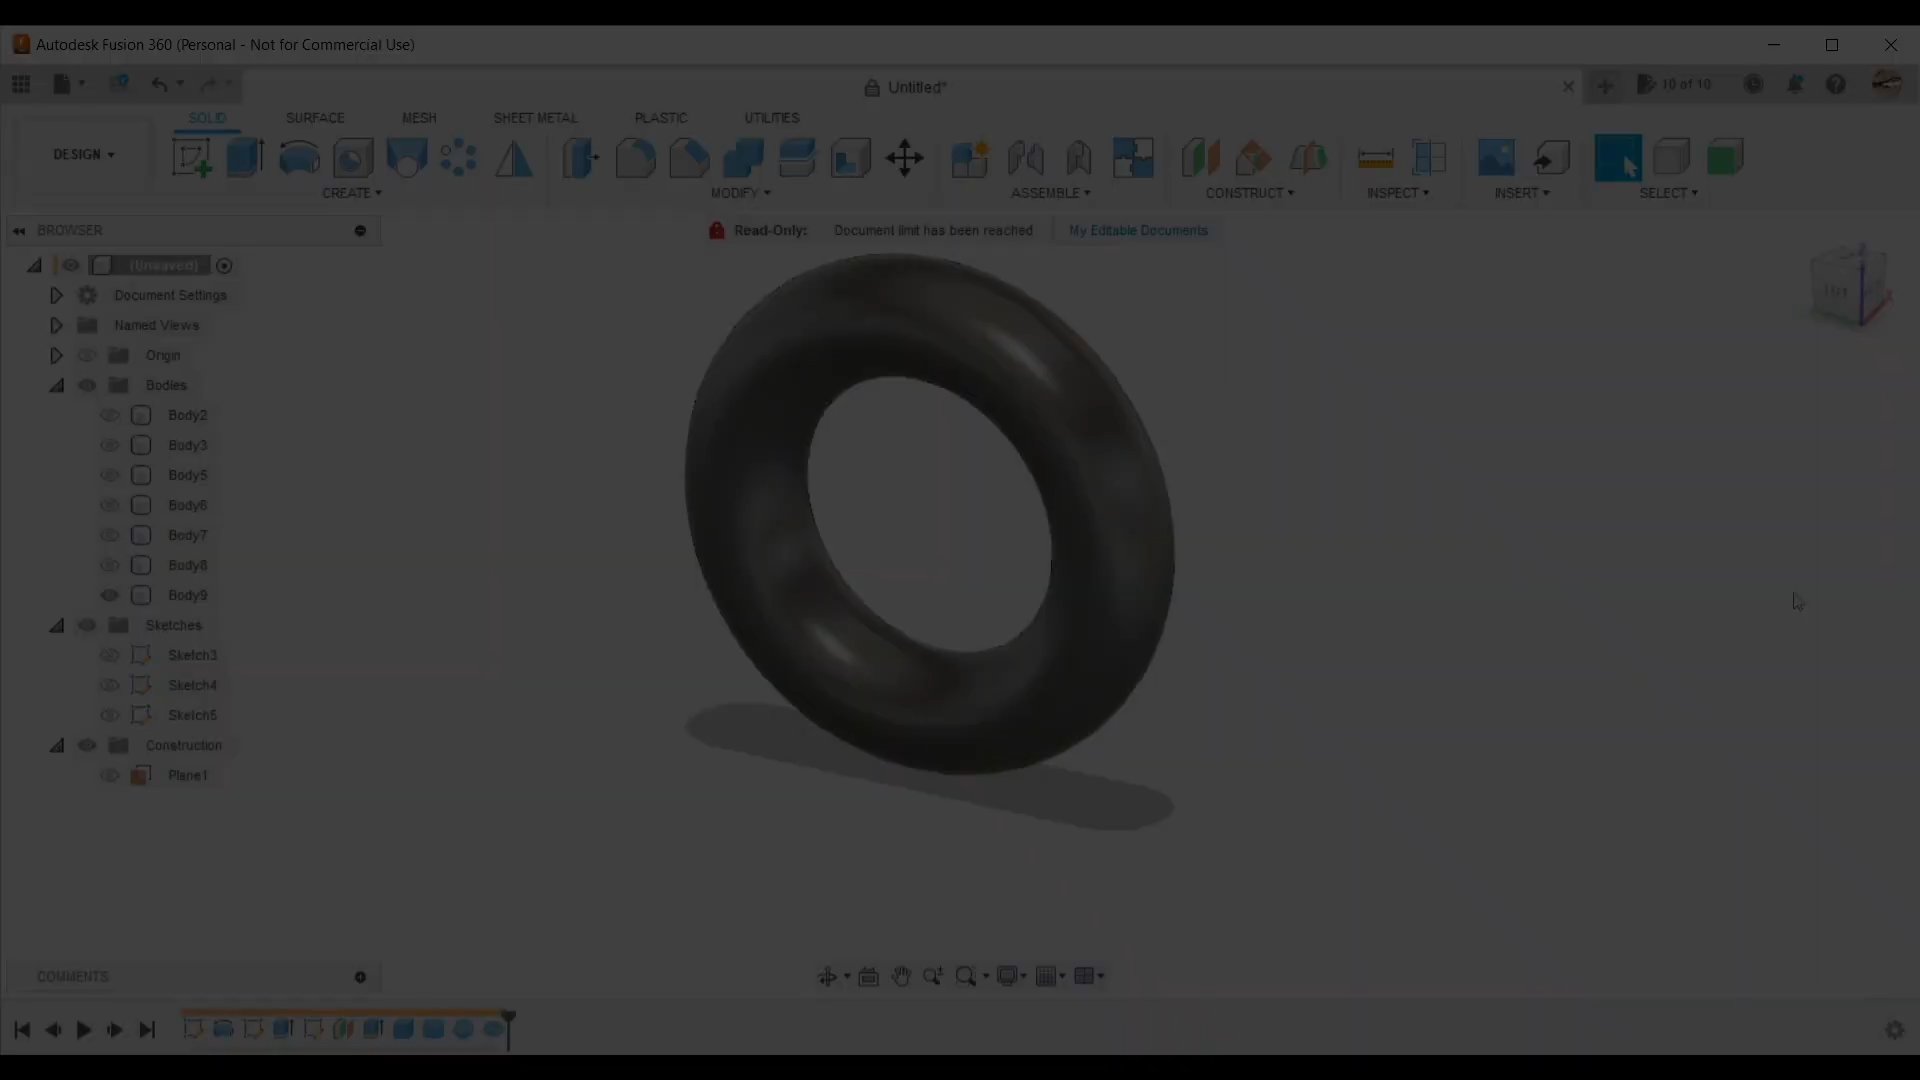 Autodesk Fusion 360 (Personal - Not for Commercial Use)
Untitled*
10 of 10
SOLID SURFACE MESH SHEET METAL PLASTIC UTILITIES
DESIGN
CREATE MODIFY ASSEMBLE CONSTRUCT INSPECT INSERT SELECT
BROWSER
Read-Only: Document limit has been reached My Editable Documents
(Unsaved)
Document Settings
Named Views
Origin
Bodies
Body2
Body3
Body5
Body6
Body7
Body8
Body9
Sketches
Sketch3
Sketch4
Sketch5
Construction
Plane1
COMMENTS